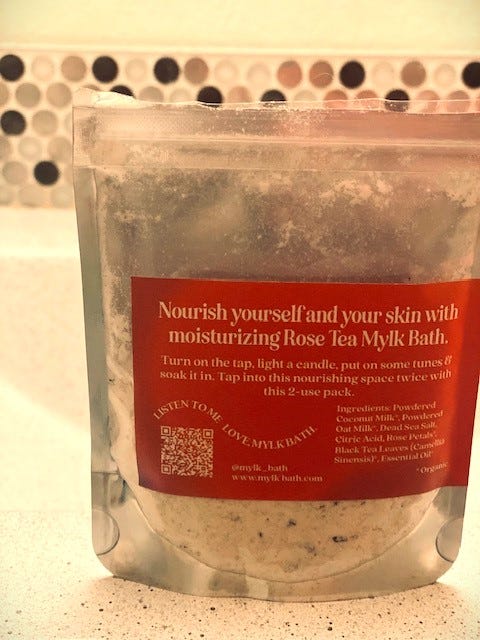 Nourish yourself and your skin with
moisturizing Rose Tea Mylk Bath.
Turn on the tap, light a candle, put on some tunes &
soak it in. Tap into this nourishing space twice with
this 2-use pack.
LISTEN TO ME
LOVE, MYLK BATH.
@mylk_bath
www.mylkbath.com
Ingredients: Powdered
Coconut Milk*, Powdered
Oat Milk*, Dead Sea Salt,
Citric Acid, Rose Petals*,
Black Tea Leaves (Camellia
Sinensis)*, Essential Oil*
*Organic